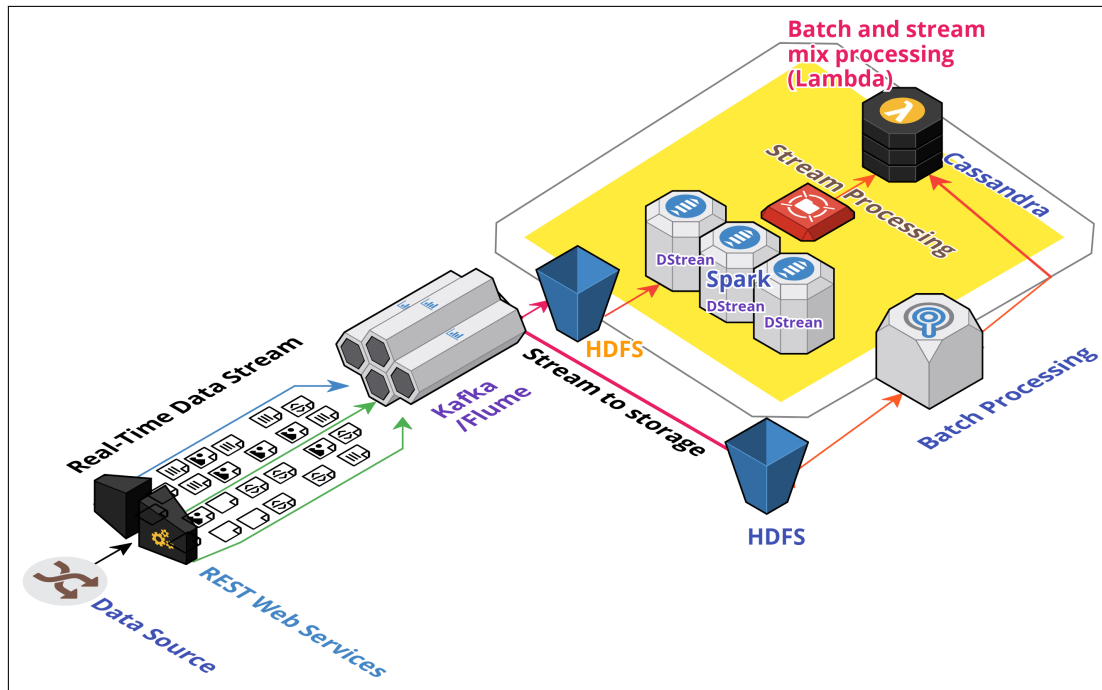 Batch and stream
mix processing
(Lambda)
Cassandra
Stream Processing
DStrean
Spark
DStrean
DStrean
HDFS
Real-Time Data Stream
Kafka
/Flume
Stream to storage
Batch Processing
HDFS
REST Web Services
Data Source